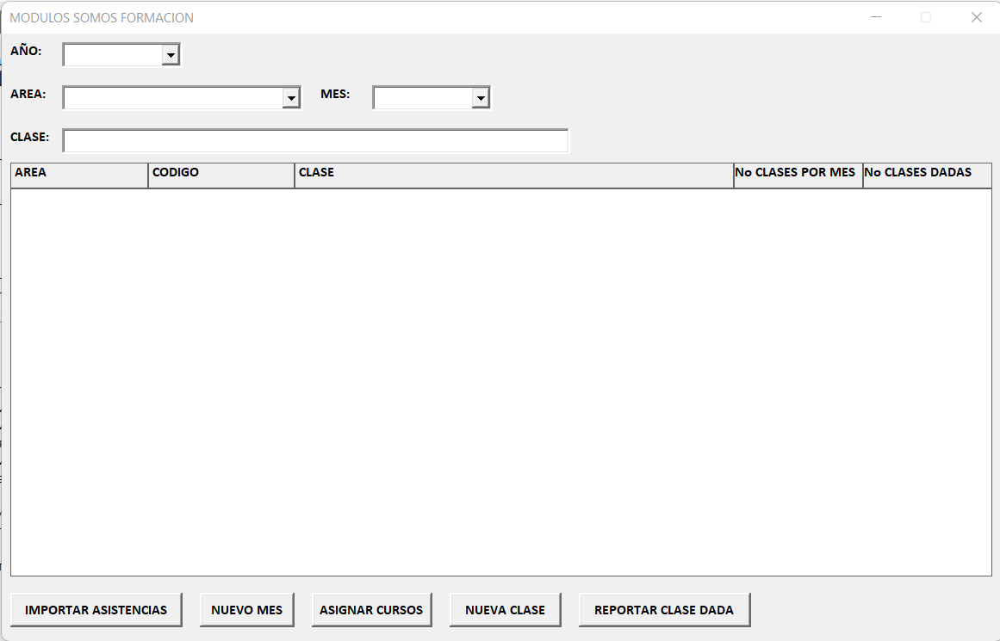 MODULOS SOMOS FORMACION
AÑO:
AREA: MES:
CLASE:
AREA CODIGO CLASE No CLASES POR MES No CLASES DADAS
IMPORTAR ASISTENCIAS NUEVO MES ASIGNAR CURSOS NUEVA CLASE REPORTAR CLASE DADA